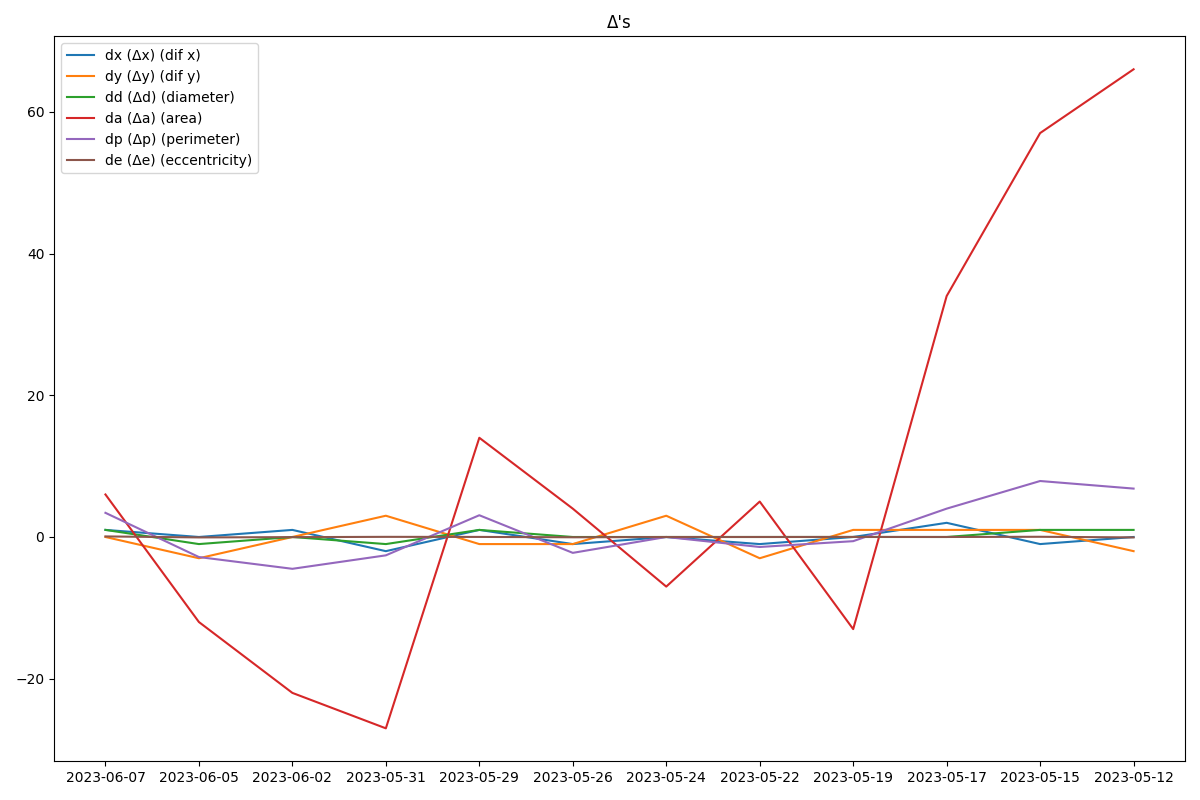 Δ's
dx (Δx) (dif x)
dy (Δy) (dif y)
dd (Δd) (diameter)
da (Δa) (area)
dp (Δp) (perimeter)
de (Δe) (eccentricity)
60
40
20
0
−20
2023-06-07 2023-06-05 2023-06-02 2023-05-31 2023-05-29 2023-05-26 2023-05-24 2023-05-22 2023-05-19 2023-05-17 2023-05-15 2023-05-12